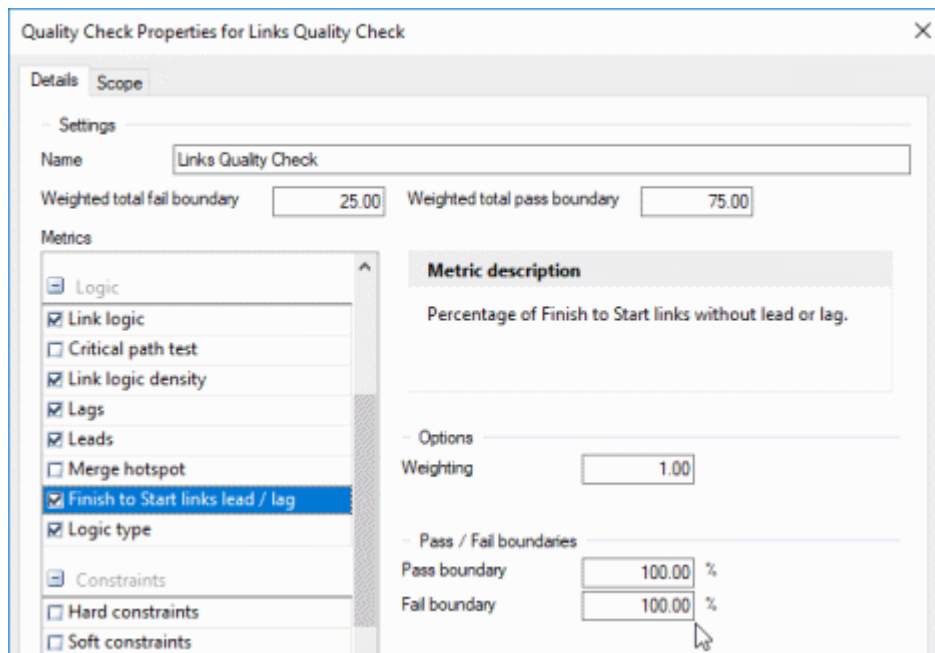 Quality Check Properties for Links Quality Check
Details Scope
Settings
Name Links Quality Check
Weighted total fail boundary 25.00 Weighted total pass boundary 75.00
Metrics
Metric description
Percentage of Finish to Start links without lead or lag.
Logic
Link logic
Critical path test
Link logic density
Lags
Leads
Merge hotspot
Finish to Start links lead / lag
Logic type
Constraints
Hard constraints
Soft constraints
Options
Weighting 1.00
Pass / Fail boundaries
Pass boundary 100.00 %
Fail boundary 100.00 %